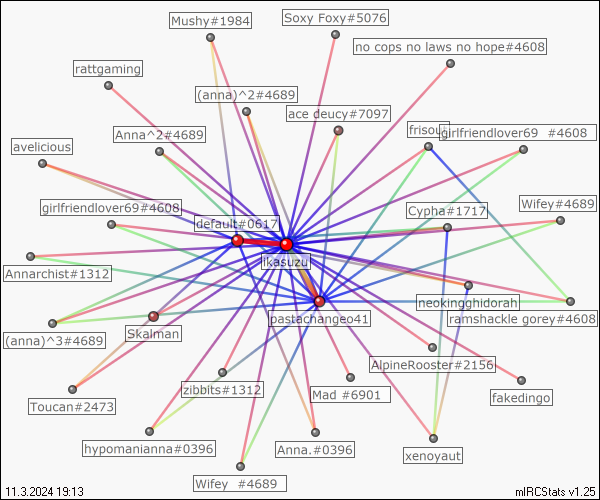 Mushy#1984
Soxy Foxy#5076
no cops no laws no hope#4608
rattgaming
(anna)^2#4689
ace deucy#7097
Anna^2#4689
girlfriendlover69 #4608
avelicious
girlfriendlover69#4608
default#0617
Cypha#1717
Wifey#4689
ikasuzu
Annarchist#1312
neokingghidorah
pastachangeo41
ramshackle gorey#4608
Skalman
(anna)^3#4689
AlpineRooster#2156
zibbits#1312
Mad #6901
fakedingo
Toucan#2473
hypomanianna#0396
Anna.#0396
xenoyaut
Wifey #4689
11.3.2024 19:13
mIRCStats v1.25